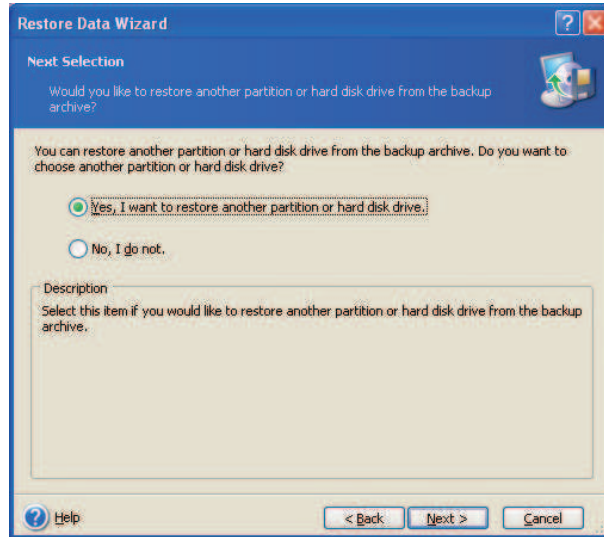 Restore Data Wizard
Next Selection
Would you like to restore another partition or hard disk drive from the backup
archive?
You can restore another partition or hard disk drive from the backup archive. Do you want to
choose another partition or hard disk drive?
Yes, I want to restore another partition or hard disk drive.
No, I do not.
Description
Select this item if you would like to restore another partition or hard disk drive from the backup
archive.
Help
< Back
Next >
Cancel